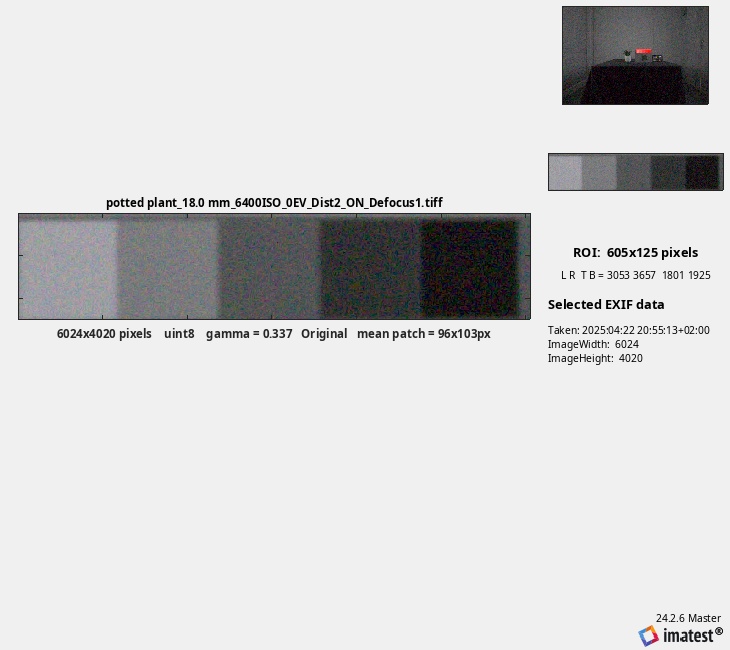 potted plant_18.0 mm_6400ISO_0EV_Dist2_ON_Defocus1.tiff
6024x4020 pixels    uint8    gamma = 0.337   Original   mean patch = 96x103px
ROI:  605x125 pixels
L R  T B = 3053 3657  1801 1925
Selected EXIF data
Taken: 2025:04:22 20:55:13+02:00
ImageWidth:  6024
ImageHeight:  4020
24.2.6 Master
imatest®